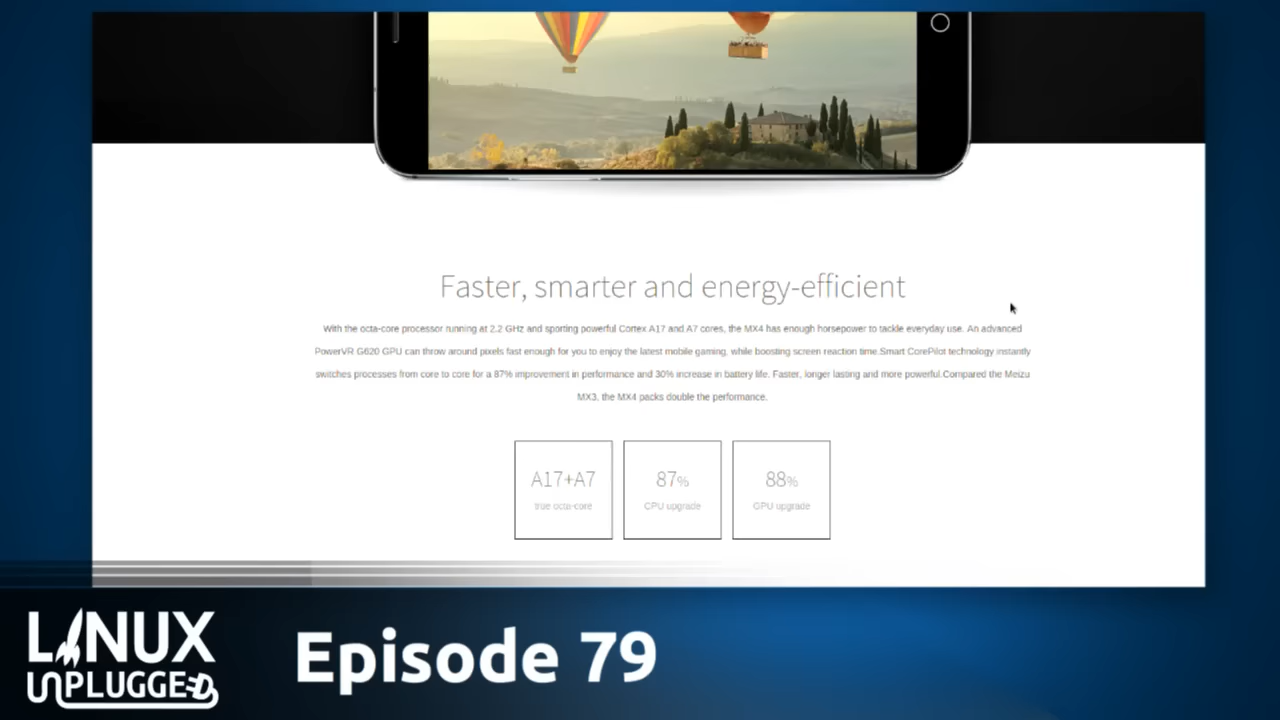 Faster, smarter and energy-efficient
With the octa-core processor running at 2.2 GHz and sporting powerful Cortex A17 and A7 cores, the MX4 has enough horsepower to tackle everyday use. An advanced
PowerVR G620 GPU can throw around pixels fast enough for you to enjoy the latest mobile gaming, while boosting screen reaction time.Smart CorePilot technology instantly
switches processes from core to core for a 87% improvement in performance and 30% increase in battery life. Faster, longer lasting and more powerful.Compared the Meizu
MX3, the MX4 packs double the performance.
A17+A7
true octa-core
87%
CPU upgrade
88%
GPU upgrade
LINUX
UNPLUGGED
Episode 79